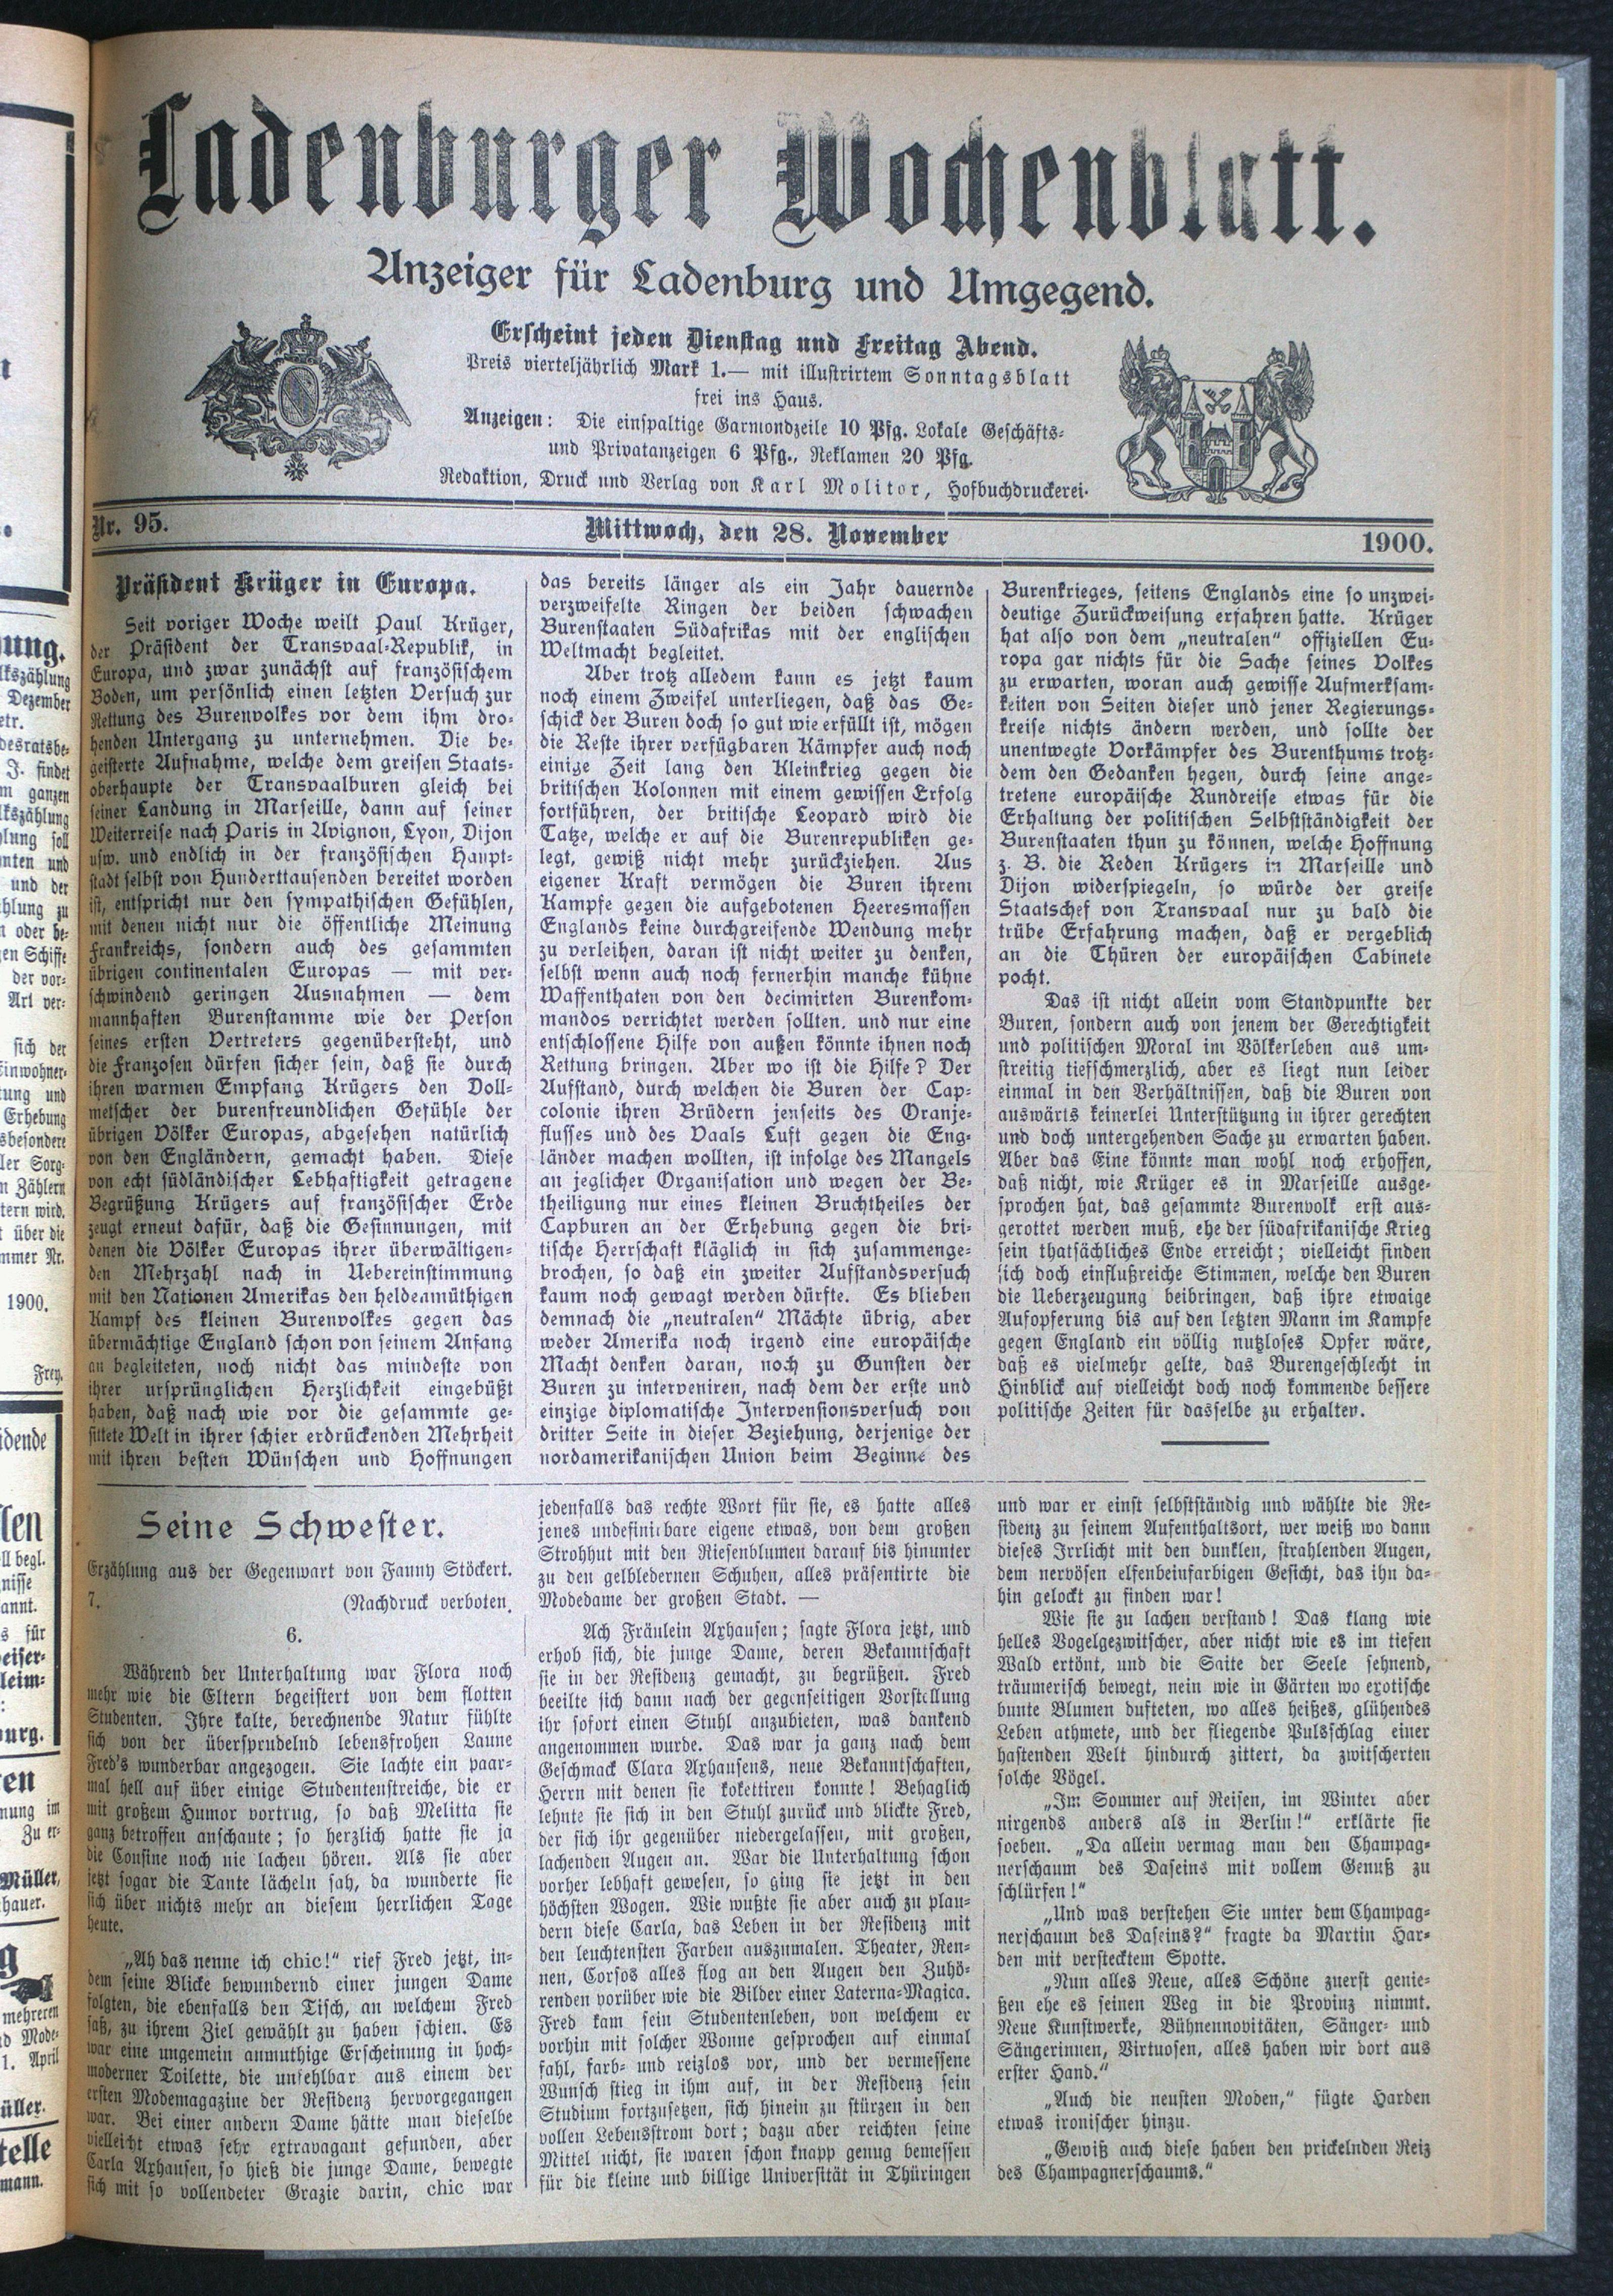 Ladenburger Wochenblatt.
Anzeiger für Ladenburg und Umgegend.
Erscheint jeden Dienstag und Freitag Abend.
Preis vierteljährlich Mark 1.— mit illustrirtem Sonntagsblatt
frei ins Haus.
Anzeigen: Die einspaltige Garmondzeile 10 Pfg. Lokale Geschäfts-
und Privatanzeigen 6 Pfg., Reklamen 20 Pfg.
Redaktion, Druck und Verlag von Karl Molitor, Hofbuchdruckerei.
Nr. 95.
Mittwoch, den 28. November
1900.
Präsident Krüger in Europa.
Seit voriger Woche weilt Paul Krüger,
der Präsident der Transvaal-Republik, in
Europa, und zwar zunächst auf französischem
Boden, um persönlich einen letzten Versuch zur
Rettung des Burenvolkes vor dem ihm dro-
henden Untergang zu unternehmen. Die be-
geisterte Aufnahme, welche dem greisen Staats-
oberhaupte der Transvaalburen gleich bei
seiner Landung in Marseille, dann auf seiner
Weiterreise nach Paris in Avignon, Lyon, Dijon
usw. und endlich in der französischen Haupt-
stadt selbst von Hunderttausenden bereitet worden
ist, entspricht nur den sympathischen Gefühlen,
mit denen nicht nur die öffentliche Meinung
Frankreichs, sondern auch des gesammten
übrigen continentalen Europas — mit ver-
schwindend geringen Ausnahmen — dem
mannhaften Burenstamme wie der Person
seines ersten Vertreters gegenübersteht, und
die Franzosen dürfen sicher sein, daß sie durch
ihren warmen Empfang Krügers den Doll-
metscher der burenfreundlichen Gefühle der
übrigen Völker Europas, abgesehen natürlich
von den Engländern, gemacht haben. Diese
von echt südländischer Lebhaftigkeit getragene
Begrüßung Krügers auf französischer Erde
zeugt erneut dafür, daß die Gesinnungen, mit
denen die Völker Europas ihrer überwältigen-
den Mehrzahl nach in Uebereinstimmung
mit den Nationen Amerikas den heldenmüthigen
Kampf des kleinen Burenvolkes gegen das
übermächtige England schon von seinem Anfang
an begleiteten, noch nicht das mindeste von
ihrer ursprünglichen Herzlichkeit eingebüßt
haben, daß nach wie vor die gesammte ge-
sittete Welt in ihrer schier erdrückenden Mehrheit
mit ihren besten Wünschen und Hoffnungen
das bereits länger als ein Jahr dauernde
verzweifelte Ringen der beiden schwachen
Burenstaaten Südafrikas mit der englischen
Weltmacht begleitet.
Aber trotz alledem kann es jetzt kaum
noch einem Zweifel unterliegen, daß das Ge-
schick der Buren doch so gut wie erfüllt ist, mögen
die Reste ihrer verfügbaren Kämpfer auch noch
einige Zeit lang den Kleinkrieg gegen die
britischen Kolonnen mit einem gewissen Erfolg
fortführen, der britische Leopard wird die
Tatze, welche er auf die Burenrepubliken ge-
legt, gewiß nicht mehr zurückziehen. Aus
eigener Kraft vermögen die Buren ihrem
Kampfe gegen die aufgebotenen Heeresmassen
Englands keine durchgreifende Wendung mehr
zu verleihen, daran ist nicht weiter zu denken,
selbst wenn auch noch fernerhin manche kühne
Waffenthaten von den decimirten Burenkom-
mandos verrichtet werden sollten. und nur eine
entschlossene Hilfe von außen könnte ihnen noch
Rettung bringen. Aber wo ist die Hilfe? Der
Aufstand, durch welchen die Buren der Cap-
colonie ihren Brüdern jenseits des Oranje-
flusses und des Vaals Luft gegen die Eng-
länder machen wollten, ist infolge des Mangels
an jeglicher Organisation und wegen der Be-
theiligung nur eines kleinen Bruchtheiles der
Capburen an der Erhebung gegen die bri-
tische Herrschaft kläglich in sich zusammenge-
brochen, so daß ein zweiter Aufstandsversuch
kaum noch gewagt werden dürfte. Es blieben
demnach die „neutralen“ Mächte übrig, aber
weder Amerika noch irgend eine europäische
Macht denken daran, noch zu Gunsten der
Buren zu interveniren, nach dem der erste und
einzige diplomatische Intervensionsversuch von
dritter Seite in dieser Beziehung, derjenige der
nordamerikanischen Union beim Beginne des
Burenkrieges, seitens Englands eine so unzwei-
deutige Zurückweisung erfahren hatte. Krüger
hat also von dem „neutralen“ offiziellen Eu-
ropa gar nichts für die Sache seines Volkes
zu erwarten, woran auch gewisse Aufmerksam-
keiten von Seiten dieser und jener Regierungs-
kreise nichts ändern werden, und sollte der
unentwegte Vorkämpfer des Burenthums trotz-
dem den Gedanken hegen, durch seine ange-
tretene europäische Rundreise etwas für die
Erhaltung der politischen Selbstständigkeit der
Burenstaaten thun zu können, welche Hoffnung
z. B. die Reden Krügers in Marseille und
Dijon widerspiegeln, so würde der greise
Staatschef von Transvaal nur zu bald die
trübe Erfahrung machen, daß er vergeblich
an die Thüren der europäischen Cabinete
pocht.
Das ist nicht allein vom Standpunkte der
Buren, sondern auch von jenem der Gerechtigkeit
und politischen Moral im Völkerleben aus um-
streitig tiefschmerzlich, aber es liegt nun leider
einmal in den Verhältnissen, daß die Buren von
auswärts keinerlei Unterstützung in ihrer gerechten
und doch untergehenden Sache zu erwarten haben.
Aber das Eine könnte man wohl noch erhoffen,
daß nicht, wie Krüger es in Marseille ausge-
sprochen hat, das gesammte Burenvolk erst aus-
gerottet werden muß, ehe der südafrikanische Krieg
sein thatsächliches Ende erreicht; vielleicht finden
sich doch einflußreiche Stimmen, welche den Buren
die Ueberzeugung beibringen, daß ihre etwaige
Aufopferung bis auf den letzten Mann im Kampfe
gegen England ein völlig nutzloses Opfer wäre,
daß es vielmehr gelte, das Burengeschlecht in
Hinblick auf vielleicht doch noch kommende bessere
politische Zeiten für dasselbe zu erhalten.
Seine Schwester.
Erzählung aus der Gegenwart von Fanny Stöckert.
7.
(Nachdruck verboten.
6.
Während der Unterhaltung war Flora noch
mehr wie die Eltern begeistert von dem flotten
Studenten. Ihre kalte, berechnende Natur fühlte
sich von der übersprudelnd lebensfrohen Laune
Fred's wunderbar angezogen. Sie lachte ein paar-
mal hell auf über einige Studentenstreiche, die er
mit großem Humor vortrug, so daß Melitta sie
ganz betroffen anschaute; so herzlich hatte sie ja
die Cousine noch nie lachen hören. Als sie aber
jetzt sogar die Tante lächeln sah, da wunderte sie
sich über nichts mehr an diesem herrlichen Tage
heute.
„Ah das nenne ich chic!“ rief Fred jetzt, in-
dem seine Blicke bewundernd einer jungen Dame
folgten, die ebenfalls den Tisch, an welchem Fred
saß, zu ihrem Ziel gewählt zu haben schien. Es
war eine ungemein anmuthige Erscheinung in hoch-
moderner Toilette, die unfehlbar aus einem der
ersten Modemagazine der Residenz hervorgegangen
war. Bei einer andern Dame hätte man dieselbe
vielleicht etwas sehr extravagant gefunden, aber
Carla Axhausen, so hieß die junge Dame, bewegte
sich mit so vollendeter Grazie darin, chic war
jedenfalls das rechte Wort für sie, es hatte alles
jenes undefinirbare eigene etwas, von dem großen
Strohhut mit den Riesenblumen darauf bis hinunter
zu den gelbledernen Schuhen, alles präsentirte die
Modedame der großen Stadt. —
Ach Fräulein Axhausen; sagte Flora jetzt, und
erhob sich, die junge Dame, deren Bekanntschaft
sie in der Residenz gemacht, zu begrüßen. Fred
beeilte sich dann nach der gegenseitigen Vorstellung
ihr sofort einen Stuhl anzubieten, was dankend
angenommen wurde. Das war ja ganz nach dem
Geschmack Clara Axhausens, neue Bekanntschaften,
Herrn mit denen sie kokettiren konnte! Behaglich
lehnte sie sich in den Stuhl zurück und blickte Fred,
der sich ihr gegenüber niedergelassen, mit großen,
lachenden Augen an. War die Unterhaltung schon
vorher lebhaft gewesen, so ging sie jetzt in den
höchsten Wogen. Wie wußte sie aber auch zu plau-
dern diese Carla, das Leben in der Residenz mit
den leuchtensten Farben auszumalen. Theater, Ren-
nen, Corsos alles flog an den Augen den Zuhö-
renden vorüber wie die Bilder einer Laterna-Magica.
Fred kam sein Studentenleben, von welchem er
vorhin mit solcher Wonne gesprochen auf einmal
fahl, farb- und reizlos vor, und der vermessene
Wunsch stieg in ihm auf, in der Residenz sein
Studium fortzusetzen, sich hinein zu stürzen in den
vollen Lebensstrom dort; dazu aber reichten seine
Mittel nicht, sie waren schon knapp genug bemessen
für die kleine und billige Universität in Thüringen
und war er einst selbstständig und wählte die Re-
sidenz zu seinem Aufenthaltsort, wer weiß wo dann
dieses Irrlicht mit den dunklen, strahlenden Augen,
dem nervösen elfenbeinfarbigen Gesicht, das ihn da-
hin gelockt zu finden war!
Wie sie zu lachen verstand! Das klang wie
helles Vogelgezwitscher, aber nicht wie es im tiefen
Wald ertönt, und die Saite der Seele sehnend,
träumerisch bewegt, nein wie in Gärten wo exotische
bunte Blumen dufteten, wo alles heißes, glühendes
Leben athmete, und der fliegende Pulsschlag einer
hastenden Welt hindurch zittert, da zwitscherten
solche Vögel.
„Im Sommer auf Reisen, im Winter aber
nirgends anders als in Berlin!“ erklärte sie
soeben. „Da allein vermag man den Champag-
nerschaum des Daseins mit vollem Genuß zu
schlürfen!“
„Und was verstehen Sie unter dem Champag-
nerschaum des Daseins?“ fragte da Martin Har-
den mit verstecktem Spotte.
„Nun alles Neue, alles Schöne zuerst genie-
ßen ehe es seinen Weg in die Provinz nimmt.
Neue Kunstwerke, Bühnennovitäten, Sänger- und
Sängerinnen, Virtuosen, alles haben wir dort aus
erster Hand.“
„Auch die neusten Moden,“ fügte Harden
etwas ironischer hinzu.
„Gewiß auch diese haben den prickelnden Reiz
des Champagnerschaums.“